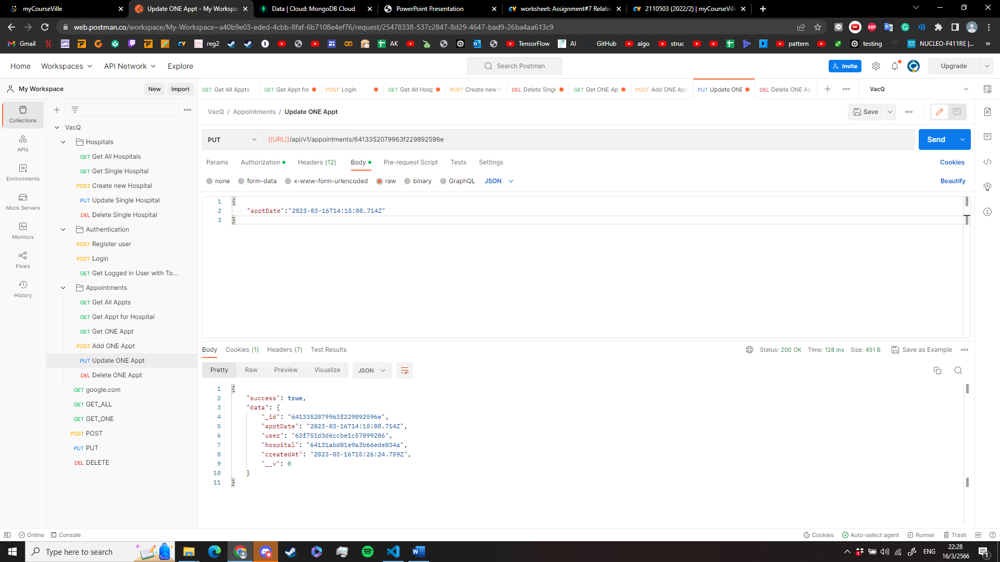 myCourseVille
Update ONE Appt - My Workspa
Data | Cloud: MongoDB Cloud
PowerPoint Presentation
worksheet: Assignment#7 Relatio
2110503 (2022/2) | myCourseVille
web.postman.co/workspace/My-Workspace~a40b9e03-eded-4cbb-8faf-6b7108e4ef76/request/25478338-537c2847-8d29-4647-bad9-26ba4aa613c9
Gmail reg2 AK TensorFlow AI GitHub algo struc pattern testing NUCLEO-F411RE |... »
Home Workspaces API Network Explore
Search Postman
Invite Upgrade
My Workspace New Import
GET Get All Appts GET Get Appt for POST Login GET Get All Hosp POST Create new H DEL Delete Singl GET Get ONE Ap POST Add ONE App PUT Update ONE DEL Delete ONE Ap VacQ
VacQ / Appointments / Update ONE Appt
Save
PUT {{URL}}/api/v1/appointments/6413352079963f229892596e Send
Params Authorization Headers (12) Body Pre-request Script Tests Settings Cookies
none form-data x-www-form-urlencoded raw binary GraphQL JSON Beautify
1 {
2 "apptDate":"2023-03-16T14:15:08.714Z"
3 }
Collections
APIs
Environments
Mock Servers
Monitors
Flows
History
VacQ
Hospitals
GET Get All Hospitals
GET Get Single Hospital
POST Create new Hospital
PUT Update Single Hospital
DEL Delete Single Hospital
Authentication
POST Register user
POST Login
GET Get Logged in User with To...
Appointments
GET Get All Appts
GET Get Appt for Hospital
GET Get ONE Appt
POST Add ONE Appt
PUT Update ONE Appt
DEL Delete ONE Appt
GET google.com
GET GET_ALL
GET GET_ONE
POST POST
PUT PUT
DEL DELETE
Body Cookies (1) Headers (7) Test Results Status: 200 OK Time: 128 ms Size: 451 B Save as Example
Pretty Raw Preview Visualize JSON
1 {
2 "success": true,
3 "data": {
4 "_id": "6413352079963f229892596e",
5 "apptDate": "2023-03-16T14:15:08.714Z",
6 "user": "63f751d3d6ccbe1c57099206",
7 "hospital": "64131abd01e9a3b66ede034a",
8 "createdAt": "2023-03-16T15:26:24.759Z",
9 "__v": 0
10 }
11 }
Online Console Cookies Auto-select agent Runner Trash
Type here to search
ENG
22:28
16/3/2566